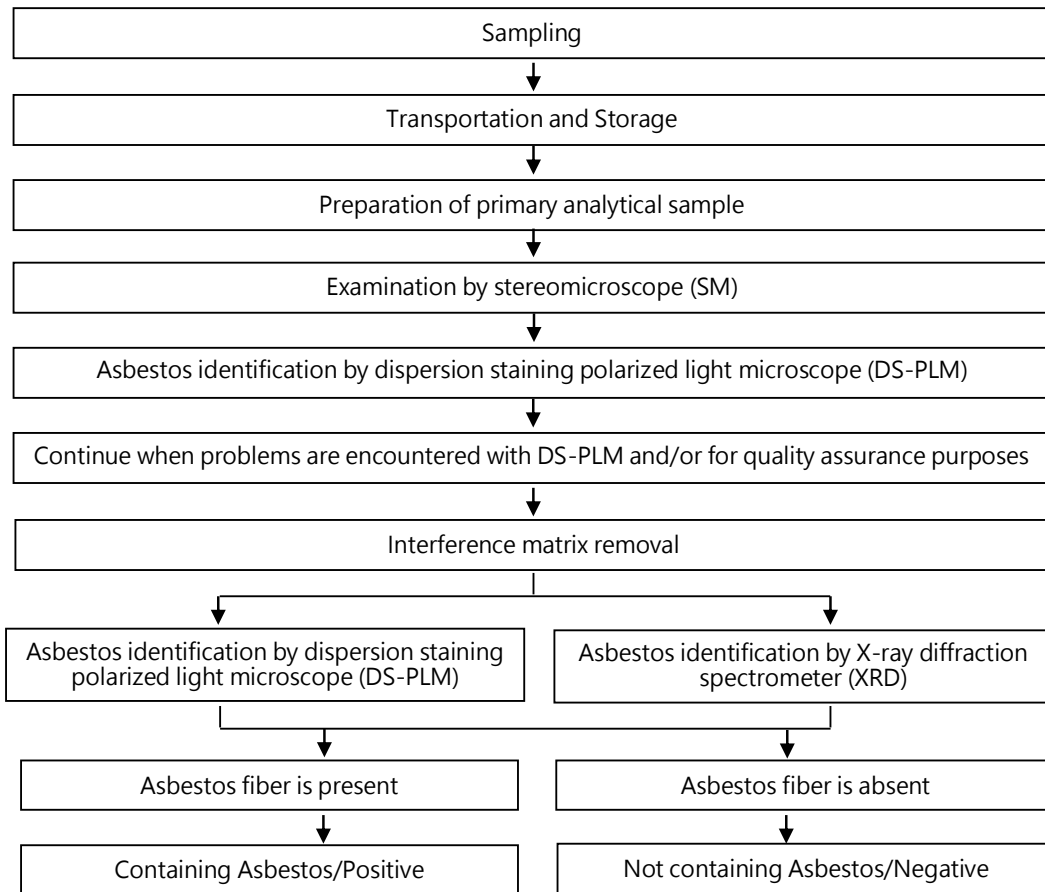 Sampling
Transportation and Storage
Preparation of primary analytical sample
Examination by stereomicroscope (SM)
Asbestos identification by dispersion staining polarized light microscope (DS-PLM)
Continue when problems are encountered with DS-PLM and/or for quality assurance purposes
Interference matrix removal
Asbestos identification by dispersion staining
polarized light microscope (DS-PLM)
Asbestos identification by X-ray diffraction
spectrometer (XRD)
Asbestos fiber is present
Asbestos fiber is absent
Containing Asbestos/Positive
Not containing Asbestos/Negative